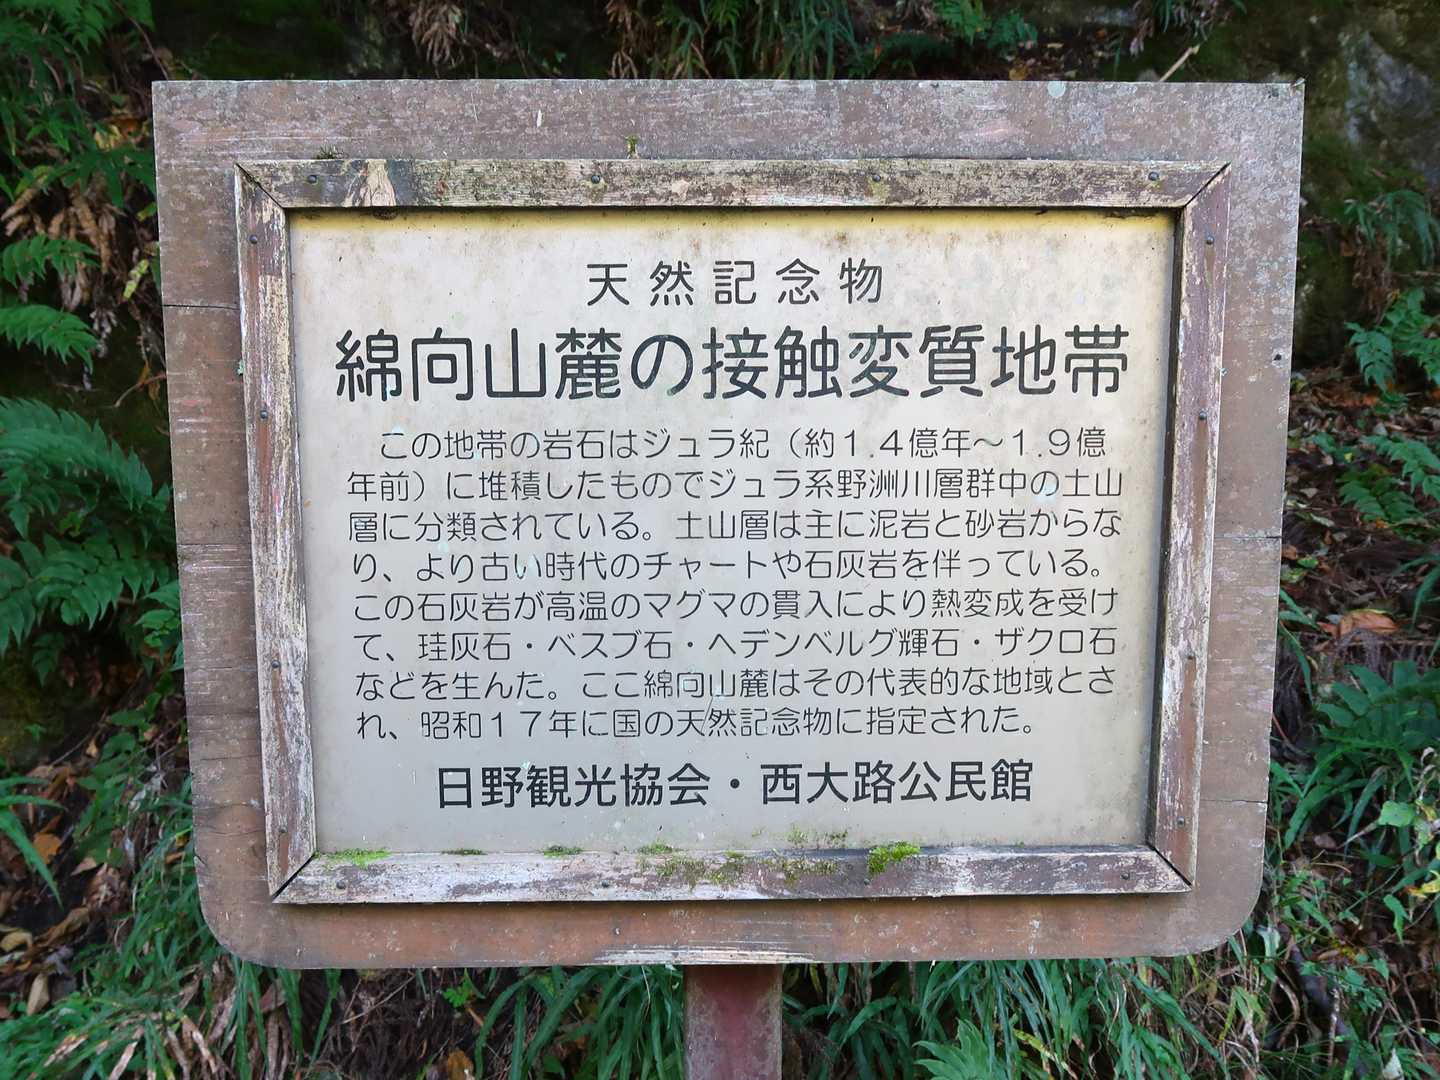 天然記念物
綿向山麓の接触変質地帯
この地帯の岩石はジュラ紀（約１.４億年～１.９億
年前）に堆積したものでジュラ系野洲川層群中の土山
層に分類されている。土山層は主に泥岩と砂岩からな
り、より古い時代のチャートや石灰岩を伴っている。
この石灰岩が高温のマグマの貫入により熱変成を受け
て、珪灰石・ベスブ石・ヘデンベルグ輝石・ザクロ石
などを生んだ。ここ綿向山麓はその代表的な地域とさ
れ、昭和１７年に国の天然記念物に指定された。
日野観光協会・西大路公民館